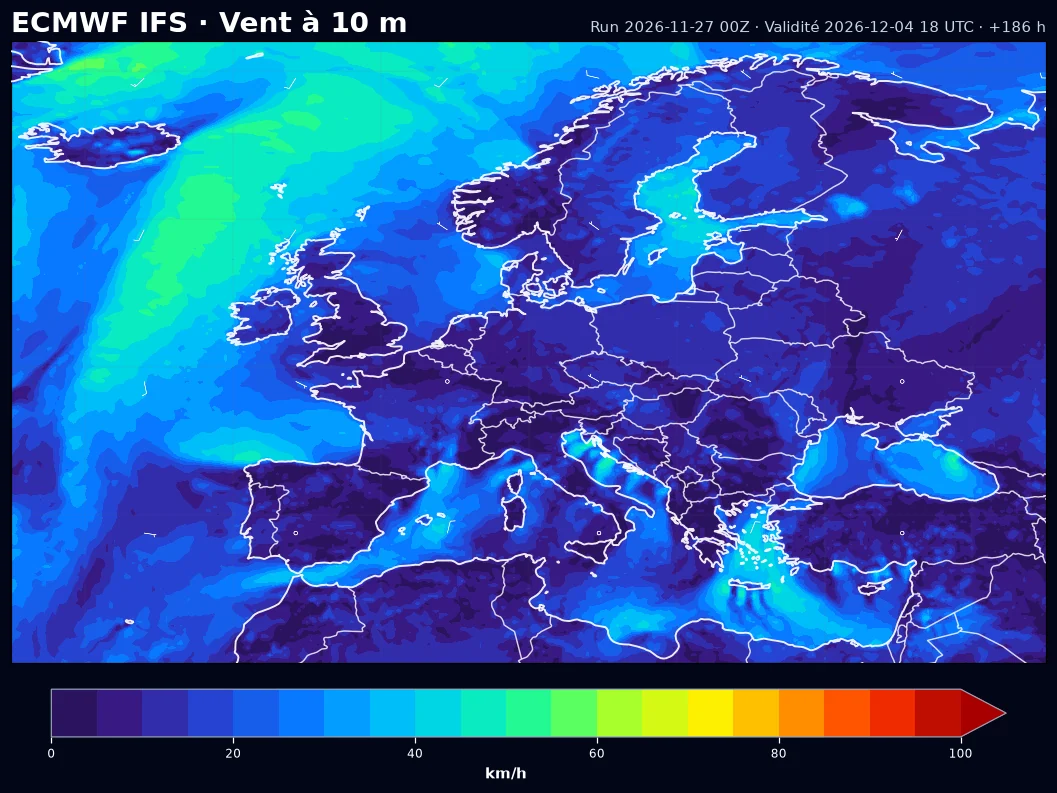 ECMWF IFS · Vent à 10 m
Run 2026-11-27 00Z · Validité 2026-12-04 18 UTC · +186 h
0 20 40 60 80 100
km/h